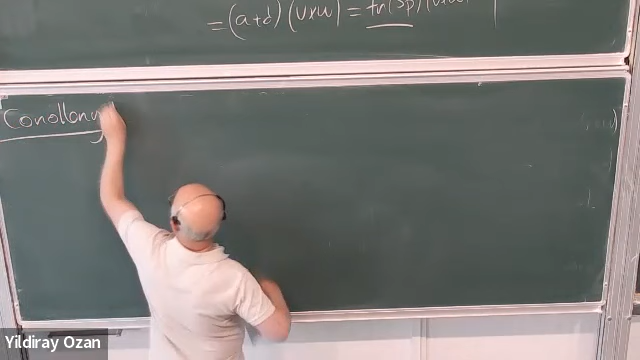 = (a+d) (v×w) = tr(Sp)
Corollary
Yildiray Ozan